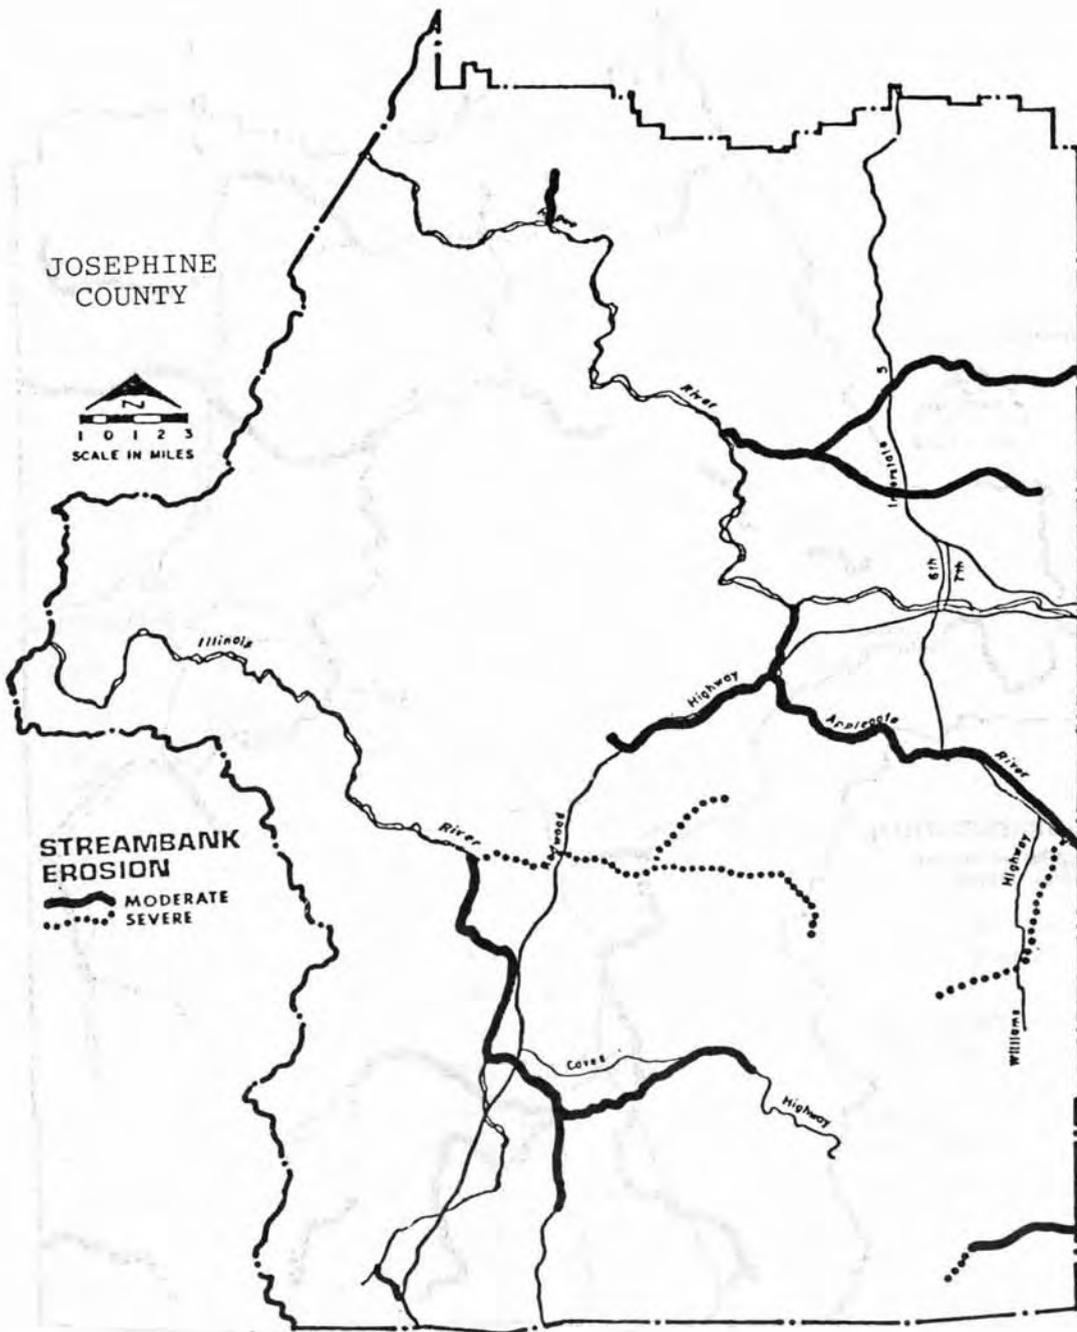 JOSEPHINE
COUNTY
N
1 0 1 2 3
SCALE IN MILES
River
5
Interstate
6th
7th
Illinois
Highway
Applegate
River
River
wood
Highway
STREAMBANK
EROSION
MODERATE
SEVERE
Williams
Caves
Highway